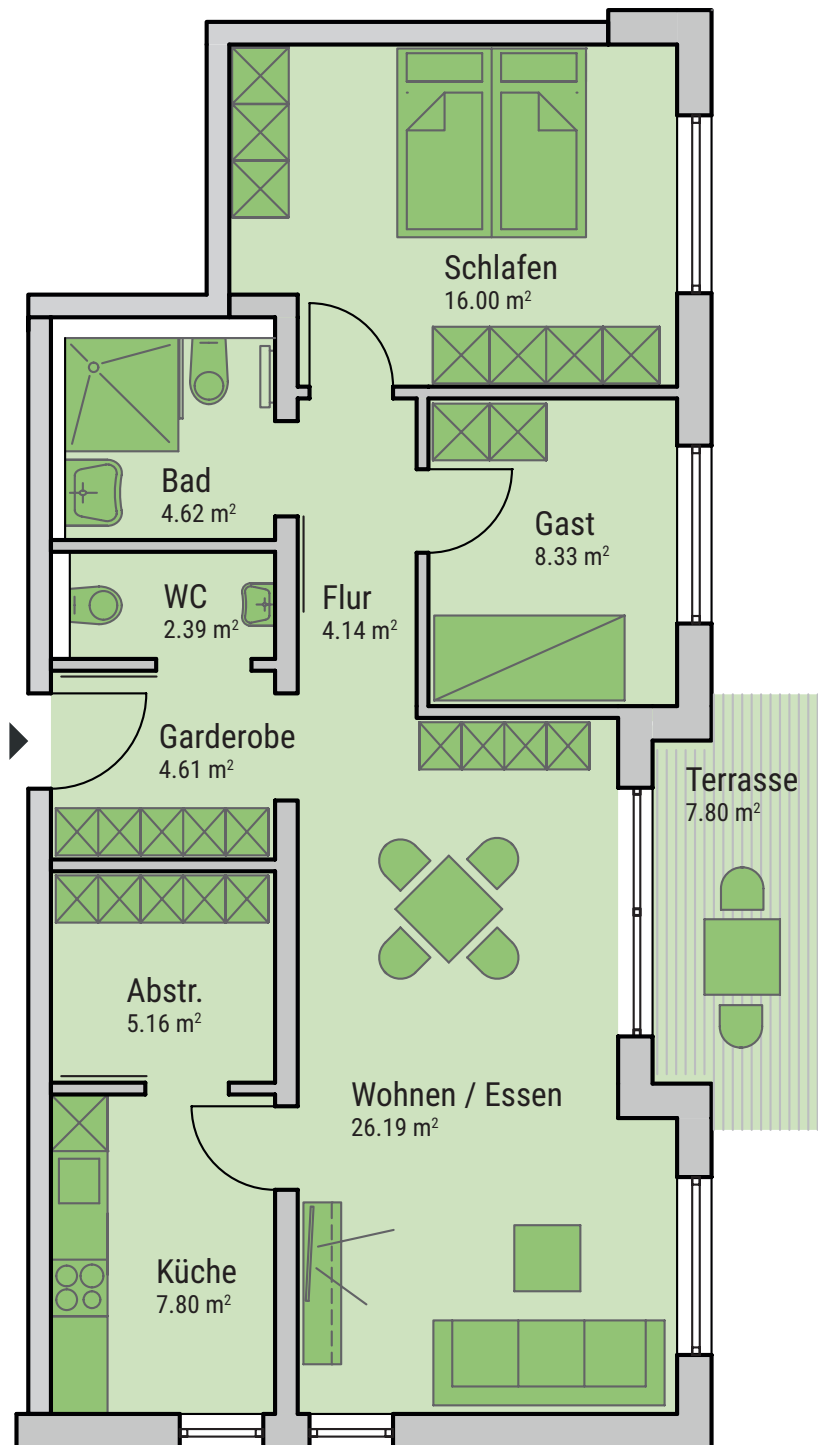 Schlafen
16.00 m²
Bad
4.62 m²
Gast
8.33 m²
WC
2.39 m²
Flur
4.14 m²
Garderobe
4.61 m²
Terrasse
7.80 m²
Abstr.
5.16 m²
Wohnen / Essen
26.19 m²
Küche
7.80 m²